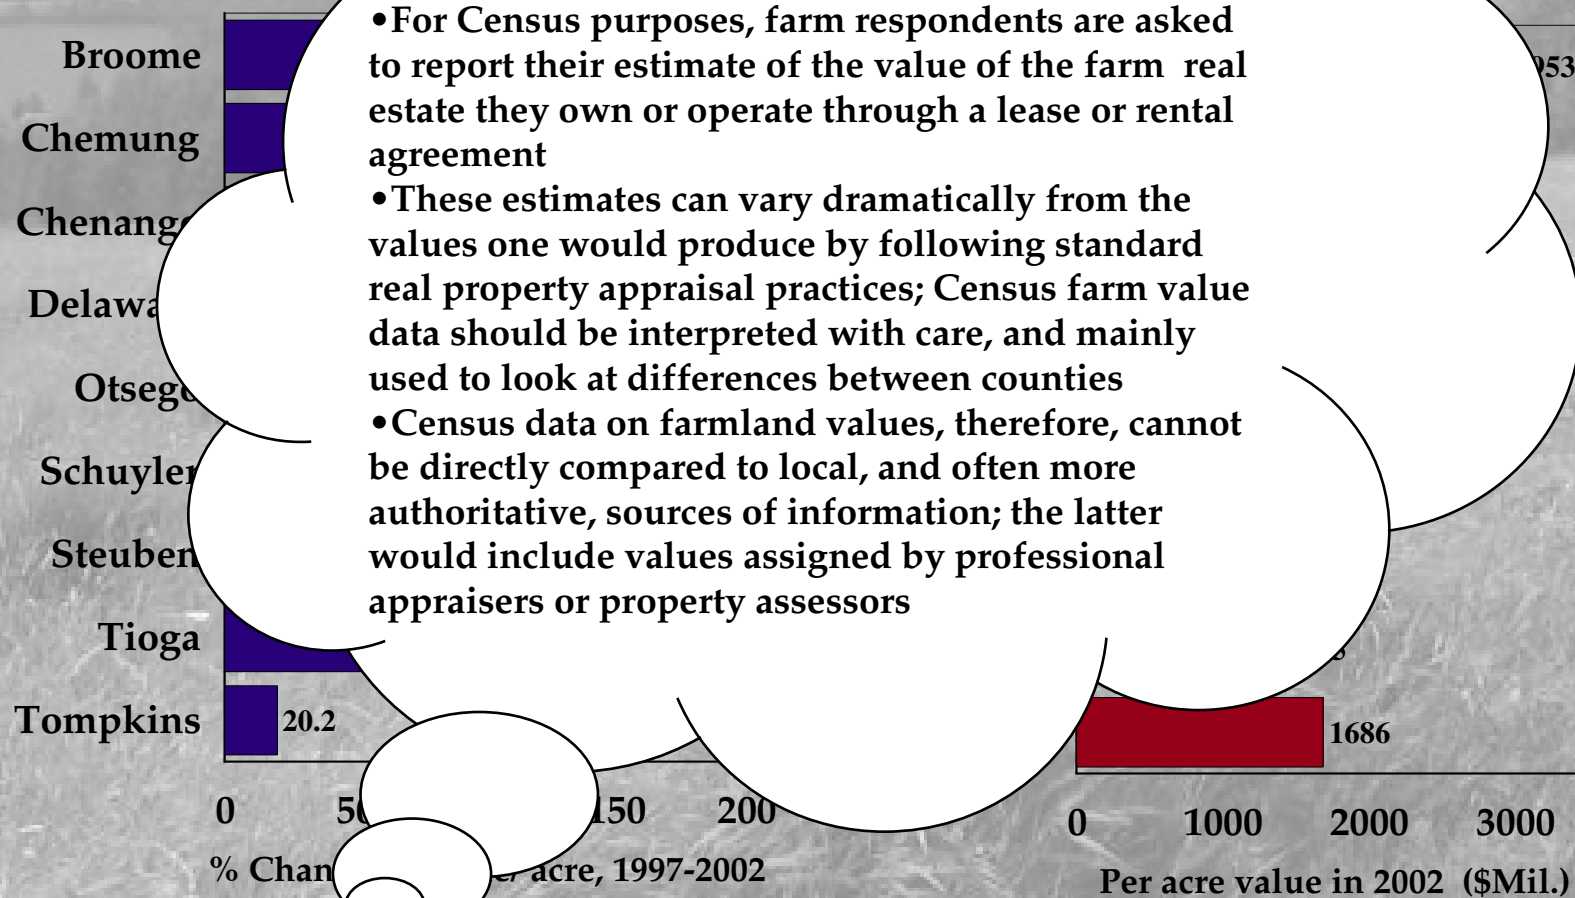 •For Census purposes, farm respondents are asked
to report their estimate of the value of the farm real
estate they own or operate through a lease or rental
agreement
•These estimates can vary dramatically from the
values one would produce by following standard
real property appraisal practices; Census farm value
data should be interpreted with care, and mainly
used to look at differences between counties
•Census data on farmland values, therefore, cannot
be directly compared to local, and often more
authoritative, sources of information; the latter
would include values assigned by professional
appraisers or property assessors
Broome
Chemung
Schuyler
Steuben
Tioga
Tompkins
20.2
0 150 200
% acre, 1997-2002
1686
0 1000 2000 3000
Per acre value in 2002 ($Mil.)